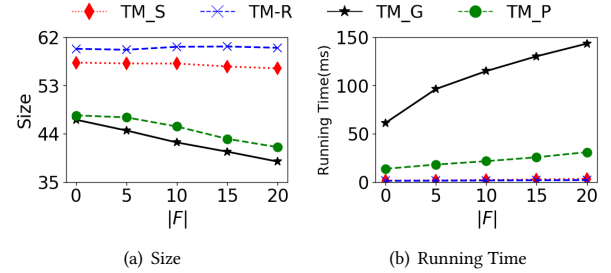 TM_S TM-R TM_G TM_P
62
53
44
35
Size
0 5 10 15 20
|F|
(a) Size
150
100
50
0
Running Time(ms)
0 5 10 15 20
|F|
(b) Running Time